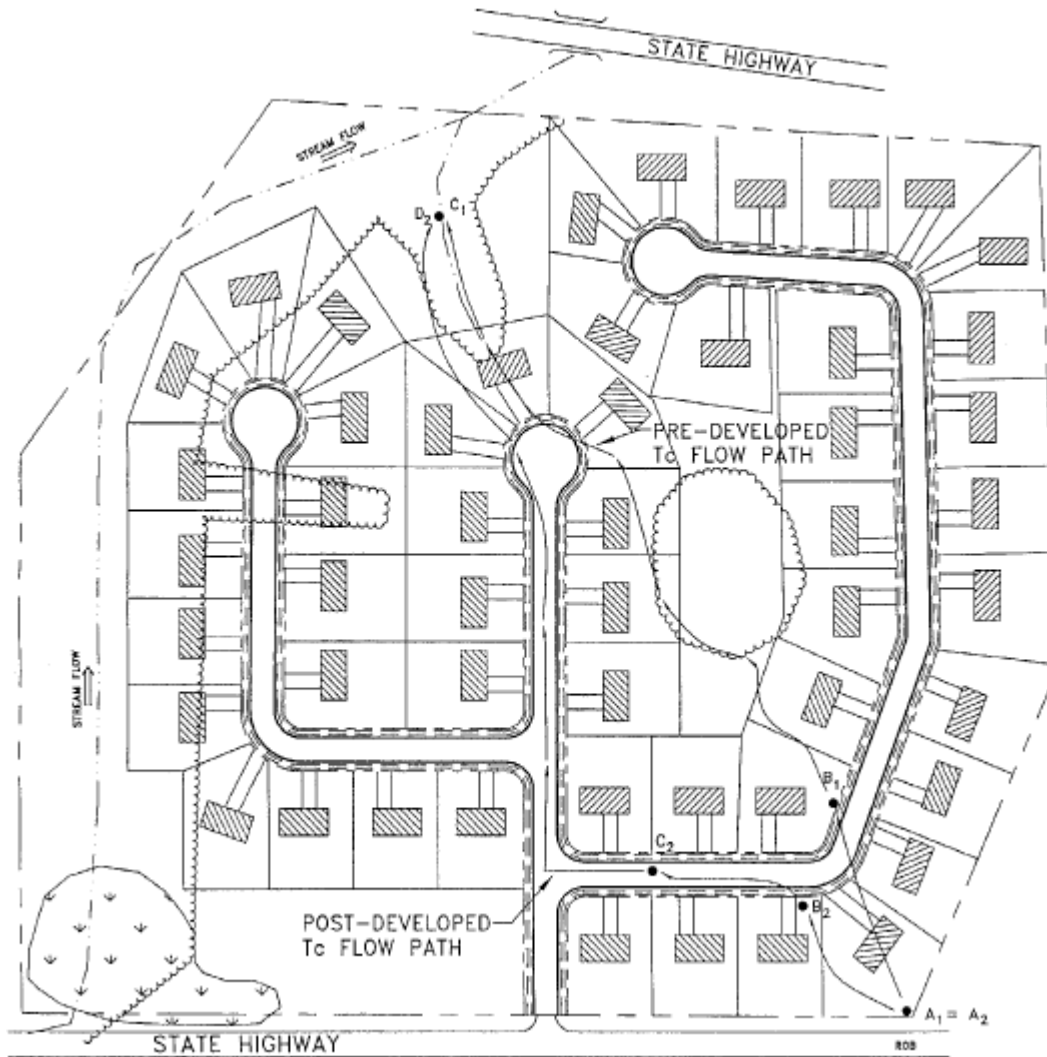 STATE HIGHWAY
STREAM FLOW
D2
C1
PRE-DEVELOPED
Tc FLOW PATH
STREAM FLOW
B1
C2
B2
POST-DEVELOPED
Tc FLOW PATH
A1 = A2
STATE HIGHWAY
ROB